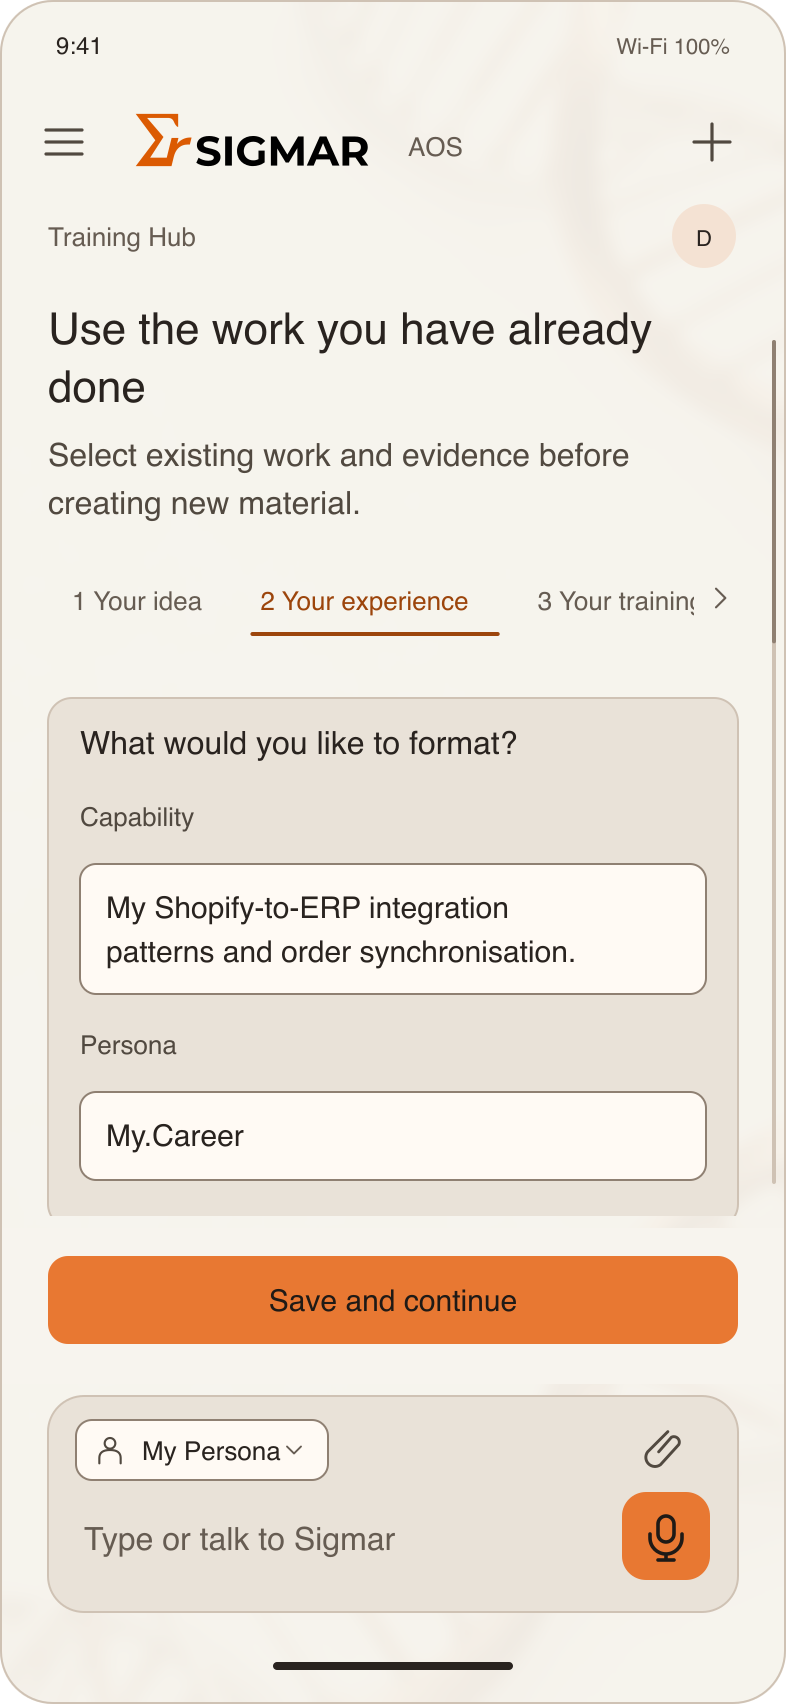 9:41
Wi-Fi 100%
Σr SIGMAR
AOS
Training Hub
D
Use the work you have already
done
Select existing work and evidence before
creating new material.
1 Your idea
2 Your experience
3 Your training
What would you like to format?
Capability
My Shopify-to-ERP integration
patterns and order synchronisation.
Persona
My.Career
Save and continue
My Persona
Type or talk to Sigmar